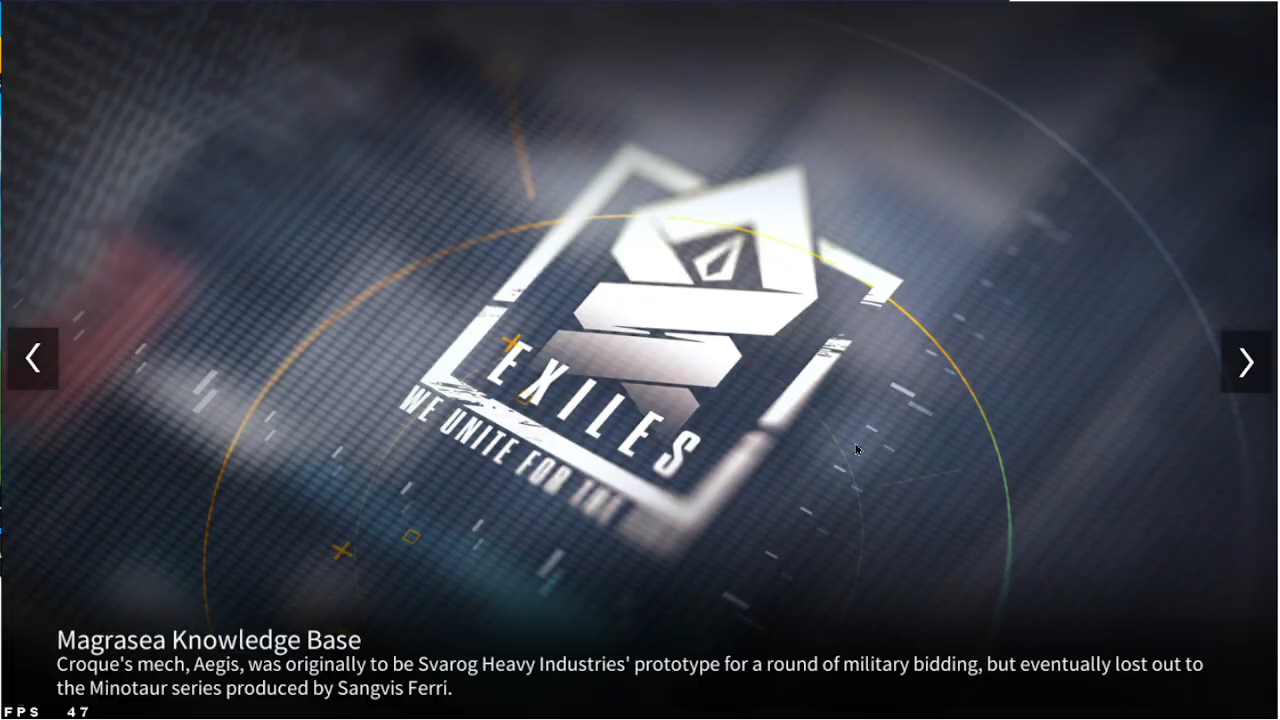 EXILES
WE UNITE FOR THE
Magrasea Knowledge Base
Croque's mech, Aegis, was originally to be Svarog Heavy Industries' prototype for a round of military bidding, but eventually lost out to
the Minotaur series produced by Sangvis Ferri.
FPS 47